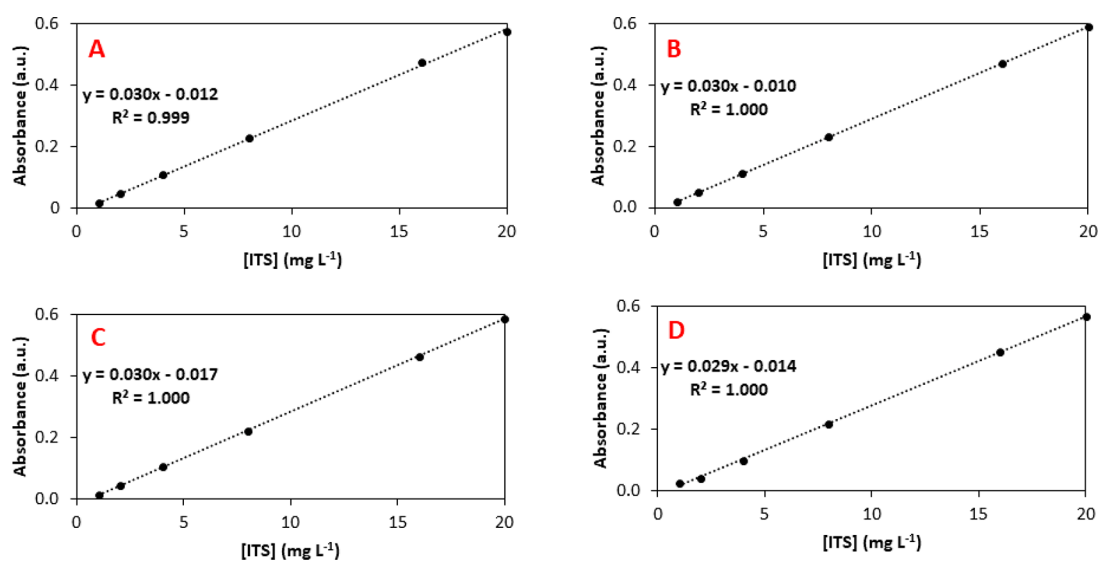 A
y = 0.030x - 0.012
R² = 0.999
Absorbance (a.u.)
0.6
0.4
0.2
0
0 5 10 15 20
[ITS] (mg L⁻¹)
B
y = 0.030x - 0.010
R² = 1.000
Absorbance (a.u.)
0.6
0.4
0.2
0.0
0 5 10 15 20
[ITS] (mg L⁻¹)
C
y = 0.030x - 0.017
R² = 1.000
Absorbance (a.u.)
0.6
0.4
0.2
0.0
0 5 10 15 20
[ITS] (mg L⁻¹)
D
y = 0.029x - 0.014
R² = 1.000
Absorbance (a.u.)
0.6
0.4
0.2
0.0
0 5 10 15 20
[ITS] (mg L⁻¹)